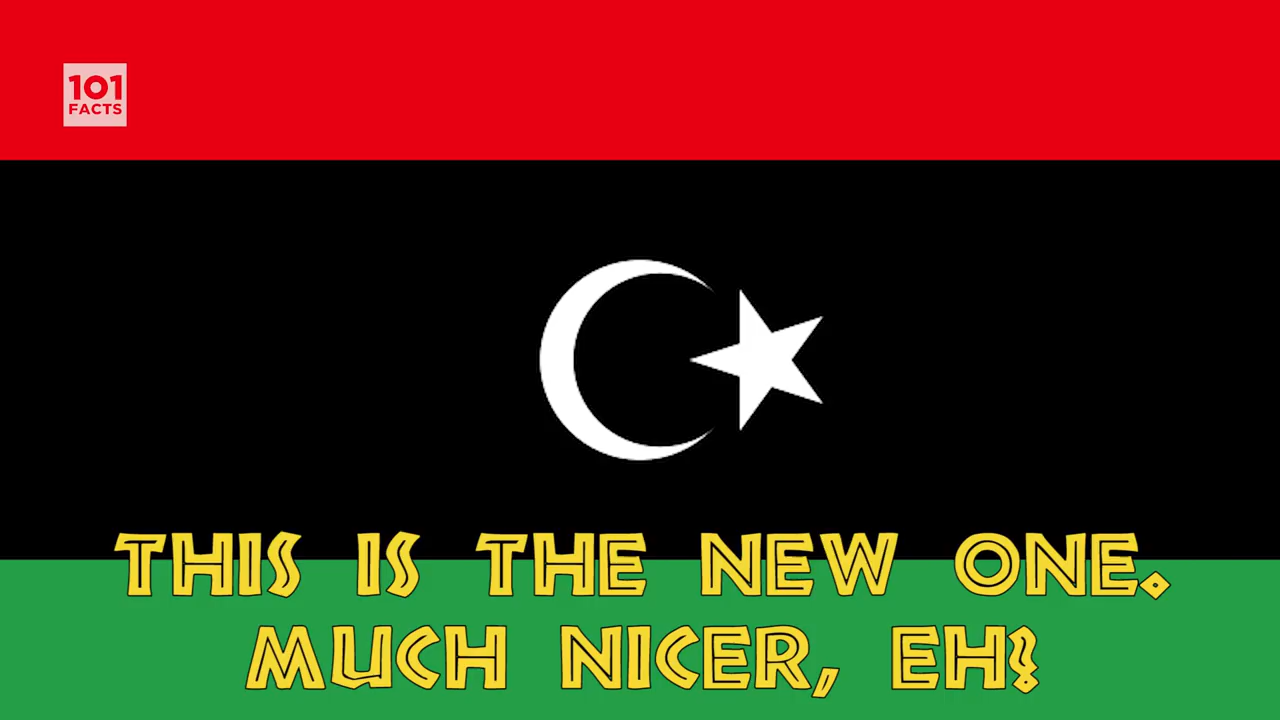 101
FACTS
THIS IS THE NEW ONE.
MUCH NICER, EH?